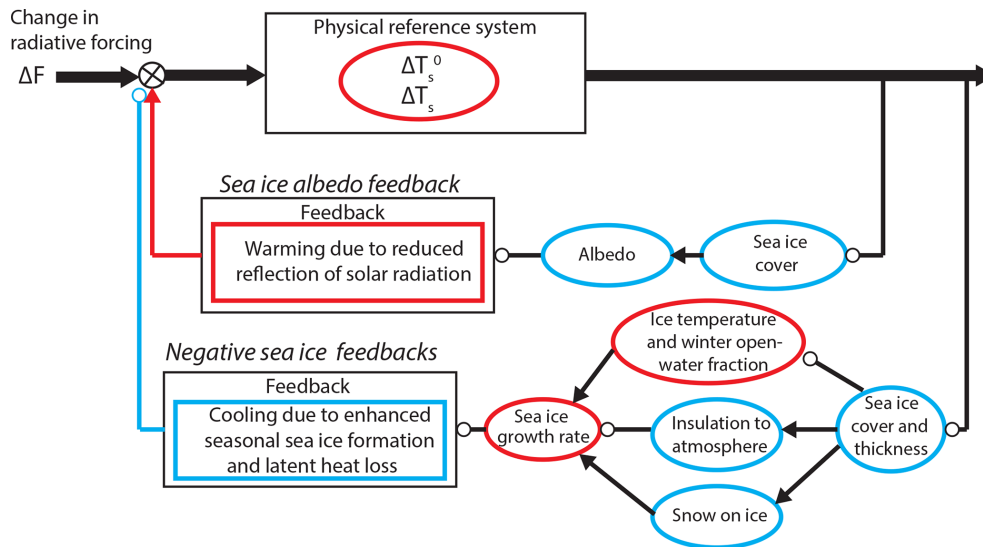 Change in
radiative forcing
ΔF
Physical reference system
ΔTs⁰
ΔTs
Sea ice albedo feedback
Feedback
Warming due to reduced
reflection of solar radiation
Albedo
Sea ice
cover
Negative sea ice feedbacks
Feedback
Cooling due to enhanced
seasonal sea ice formation
and latent heat loss
Sea ice
growth rate
Ice temperature
and winter open-
water fraction
Insulation to
atmosphere
Snow on ice
Sea ice
cover and
thickness